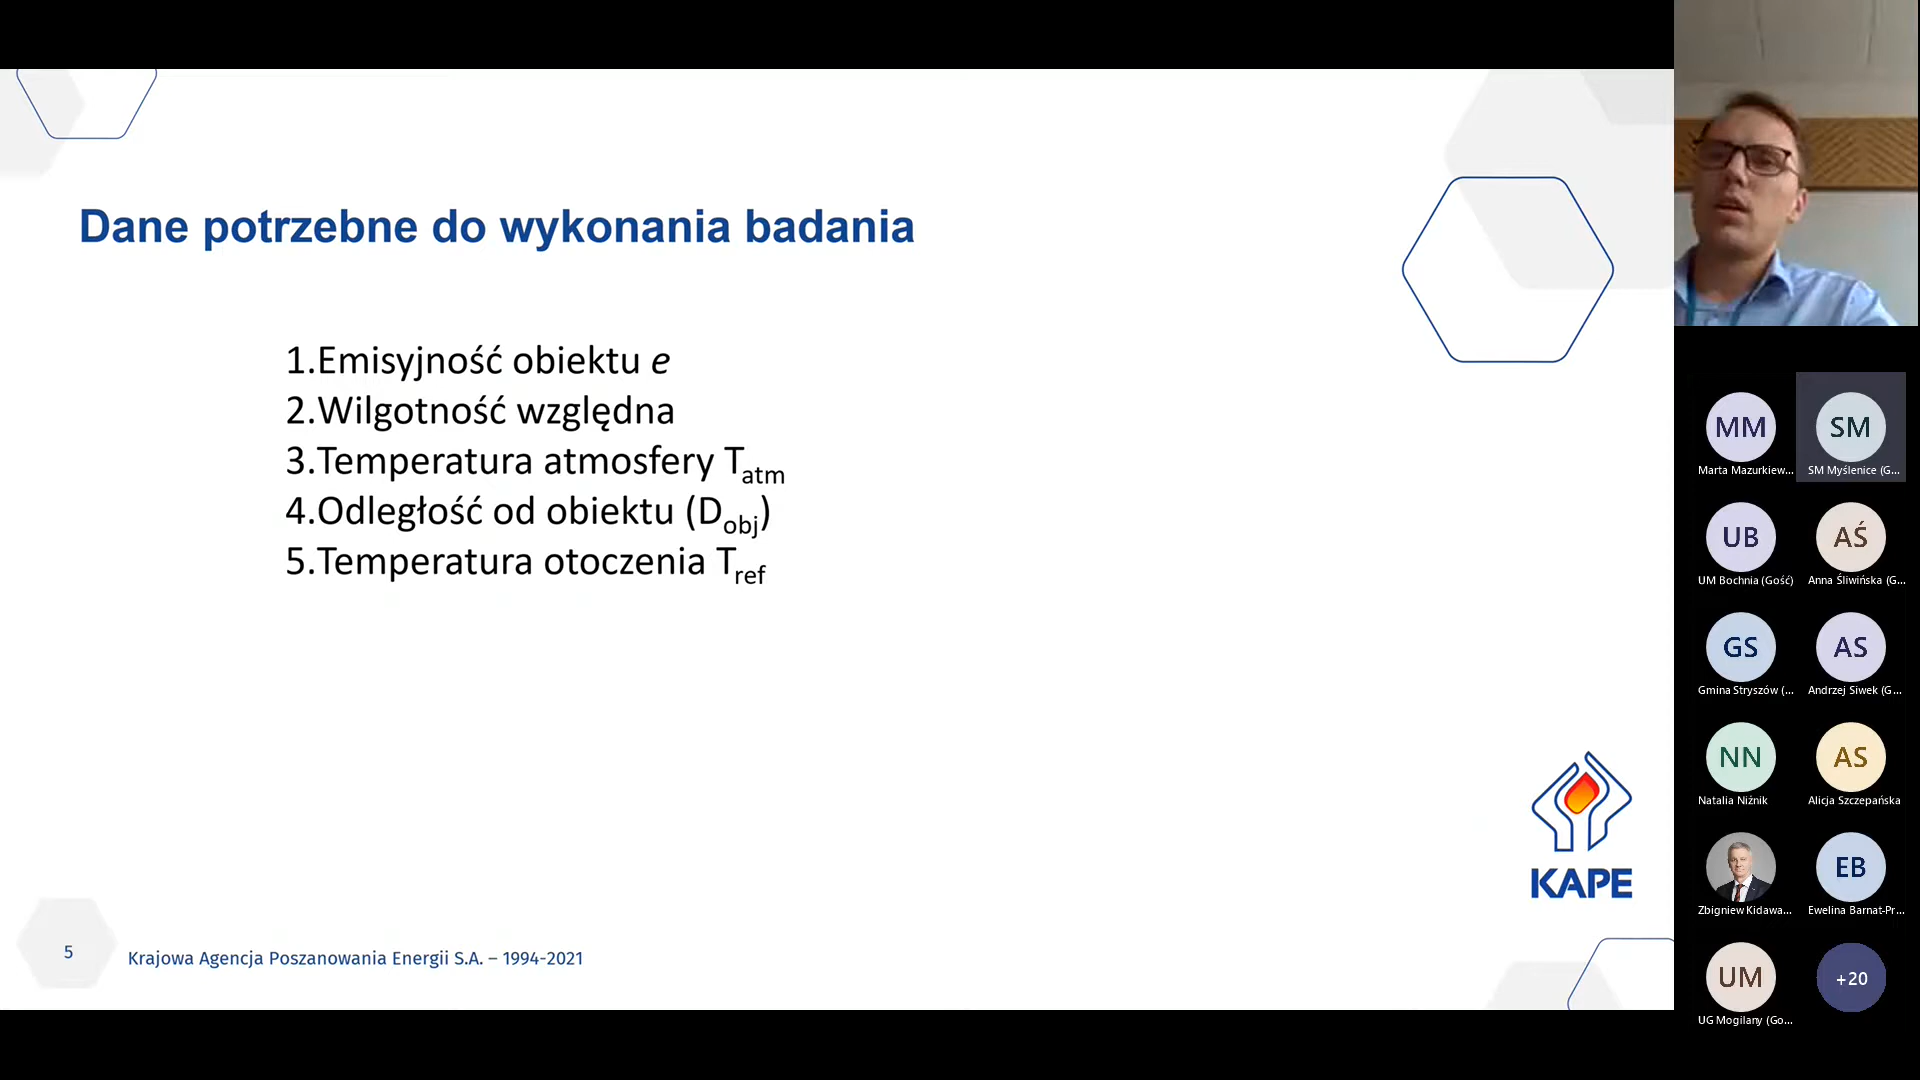 Dane potrzebne do wykonania badania
1.Emisyjność obiektu e
2.Wilgotność względna
3.Temperatura atmosfery Tatm
4.Odległość od obiektu (Dobj)
5.Temperatura otoczenia Tref
KAPE
5
Krajowa Agencja Poszanowania Energii S.A. – 1994-2021
MM
SM
Marta Mazurkiew...
SM Myślenice (G...
UB
AŚ
UM Bochnia (Gość)
Anna Śliwińska (G...
GS
AS
Gmina Stryszów (...
Andrzej Siwek (G...
NN
AS
Natalia Niźnik
Alicja Szczepańska
EB
Zbigniew Kidawa...
Ewelina Barnat-Pr...
UM
+20
UG Mogilany (Go...